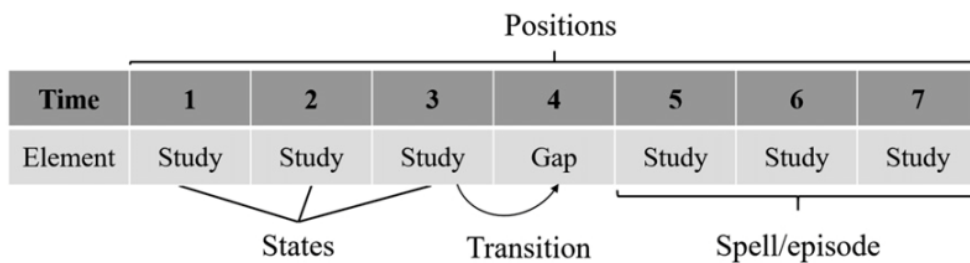 Positions
Time 1 2 3 4 5 6 7
Element Study Study Study Gap Study Study Study
States Transition Spell/episode